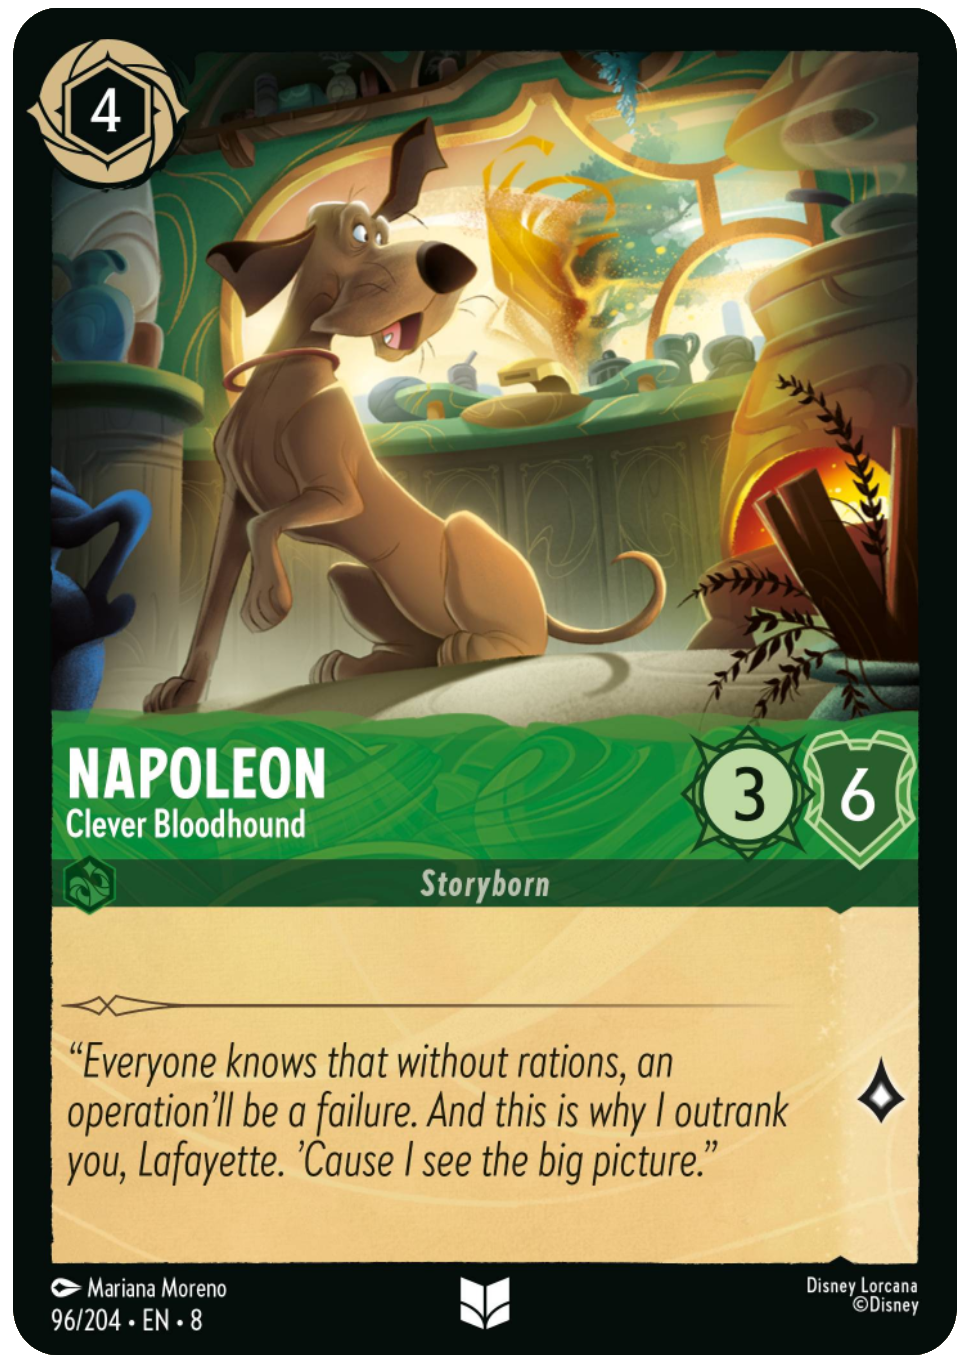 4
NAPOLEON
Clever Bloodhound
3
6
Storyborn
“Everyone knows that without rations, an
operation’ll be a failure. And this is why I outrank
you, Lafayette. ’Cause I see the big picture.”
Mariana Moreno
96/204 • EN • 8
Disney Lorcana
©Disney